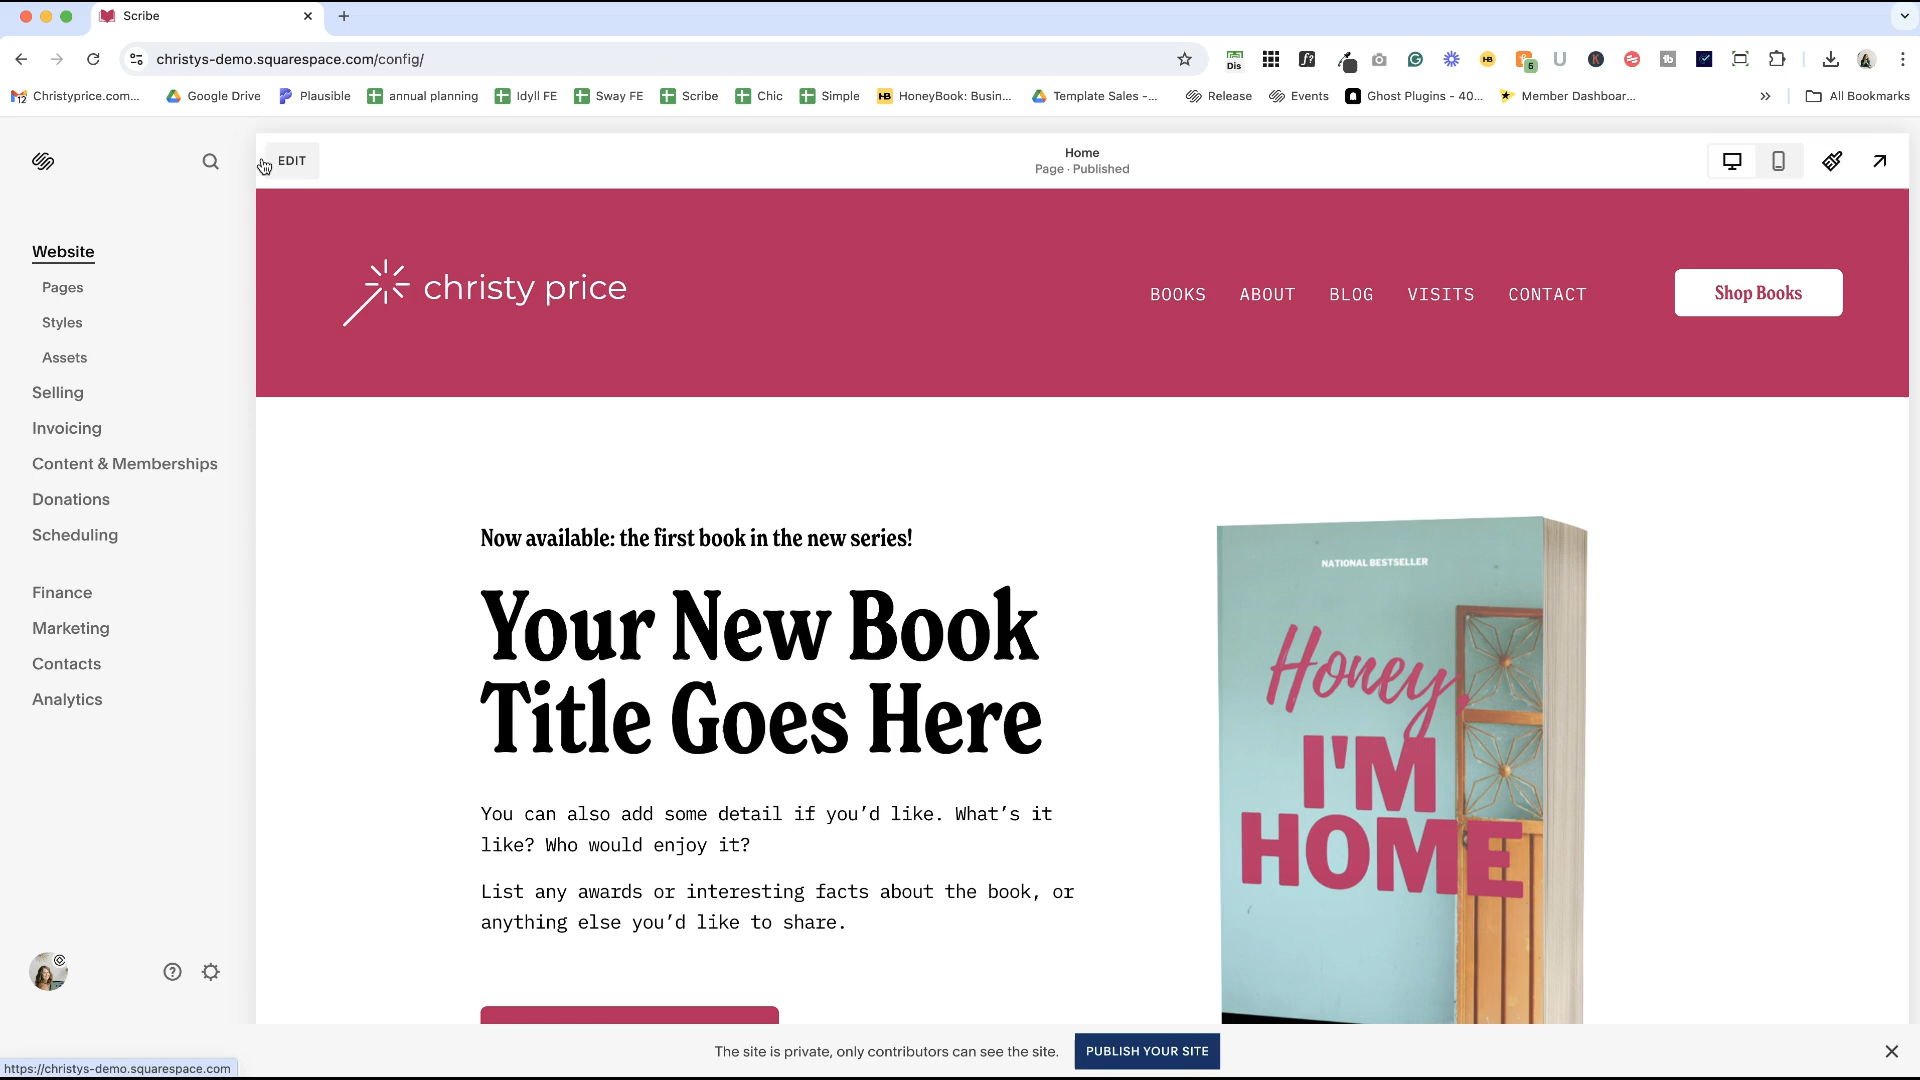 Scribe
christys-demo.squarespace.com/config/
Dis
HB
5
U
K
tb
12
Christyprice.com...
Google Drive
Plausible
annual planning
Idyll FE
Sway FE
Scribe
Chic
Simple
HB
HoneyBook: Busin...
Template Sales -...
Release
Events
Ghost Plugins - 40...
Member Dashboar...
All Bookmarks
Website
Pages
Styles
Assets
Selling
Invoicing
Content & Memberships
Donations
Scheduling
Finance
Marketing
Contacts
Analytics
EDIT
Home
Page · Published
christy price
BOOKS
ABOUT
BLOG
VISITS
CONTACT
Shop Books
Now available: the first book in the new series!
Your New Book
Title Goes Here
You can also add some detail if you’d like. What’s it
like? Who would enjoy it?
List any awards or interesting facts about the book, or
anything else you’d like to share.
NATIONAL BESTSELLER
Honey,
I'M
HOME
The site is private, only contributors can see the site.
PUBLISH YOUR SITE
https://christys-demo.squarespace.com